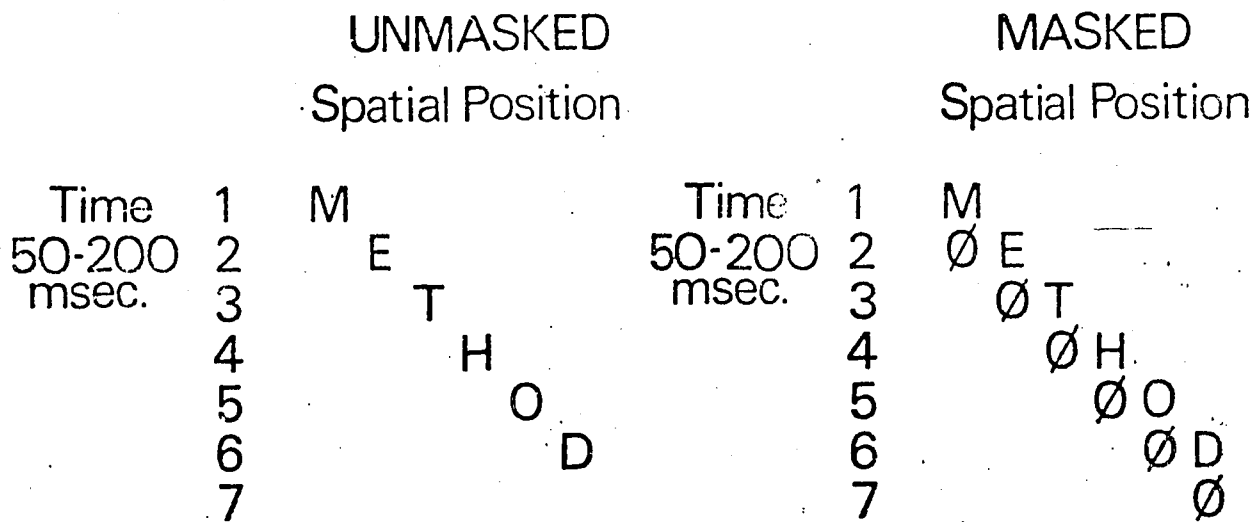 UNMASKED MASKED
Spatial Position Spatial Position
Time 1 M Time 1 M
50-200 2 E 50-200 2 Ø E
msec. 3 T msec. 3 Ø T
4 H 4 Ø H
5 O 5 Ø O
6 D 6 Ø D
7 7 Ø